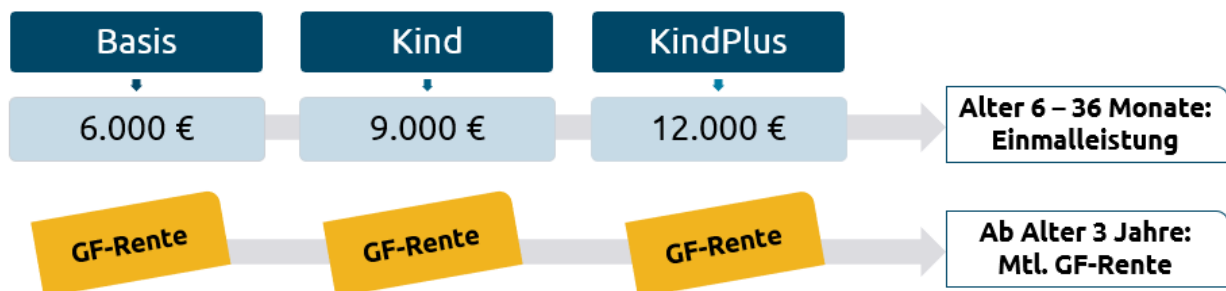 Basis
Kind
KindPlus
6.000 €
9.000 €
12.000 €
Alter 6 – 36 Monate:
Einmalleistung
GF-Rente
GF-Rente
GF-Rente
Ab Alter 3 Jahre:
Mtl. GF-Rente